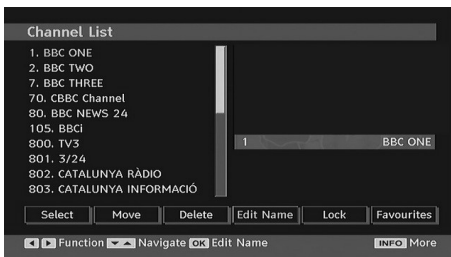 Channel List
1. BBC ONE
2. BBC TWO
7. BBC THREE
70. CBBC Channel
80. BBC NEWS 24
105. BBCi
800. TV3
801. 3/24
802. CATALUNYA RÀDIO
803. CATALUNYA INFORMACIÓ
1 BBC ONE
Select Move Delete Edit Name Lock Favourites
Function Navigate OK Edit Name INFO More